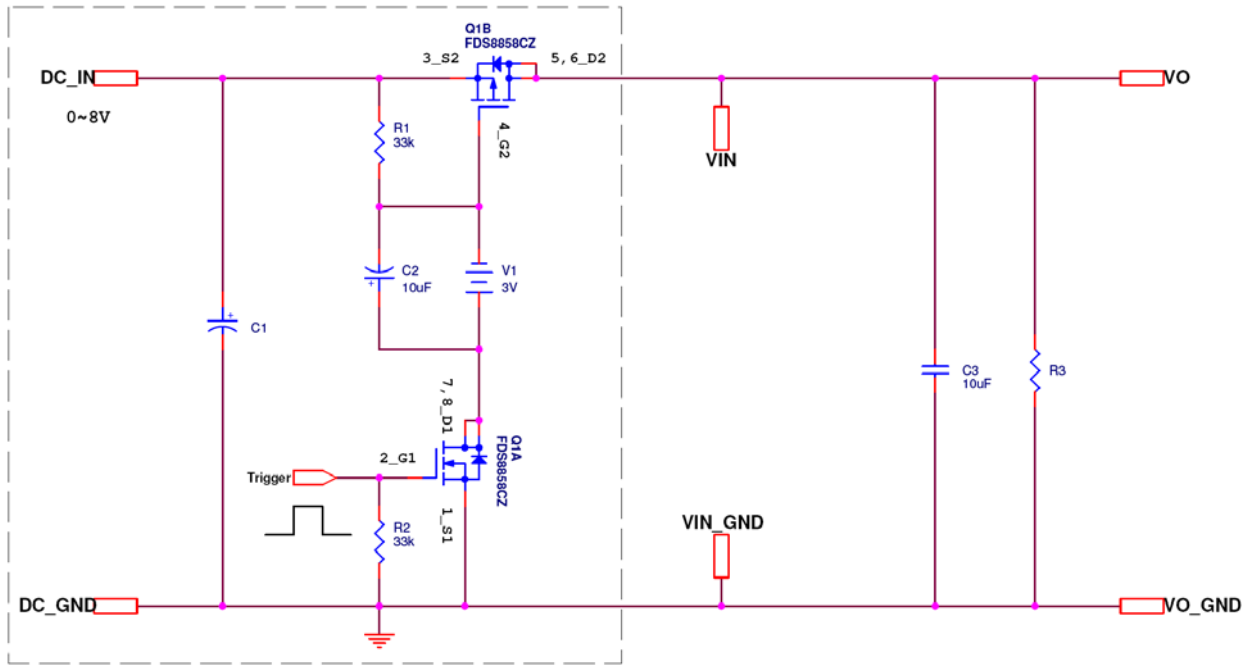 Q1B
FDS8858CZ
3_S2
5,6_D2
DC_IN
VO
0~8V
R1
33k
4_G2
VIN
C2
10uF
+
V1
3V
+
C1
C3
10uF
R3
7,8_D1
Q1A
FDS8858CZ
2_G1
Trigger
1_S1
R2
33k
VIN_GND
DC_GND
VO_GND